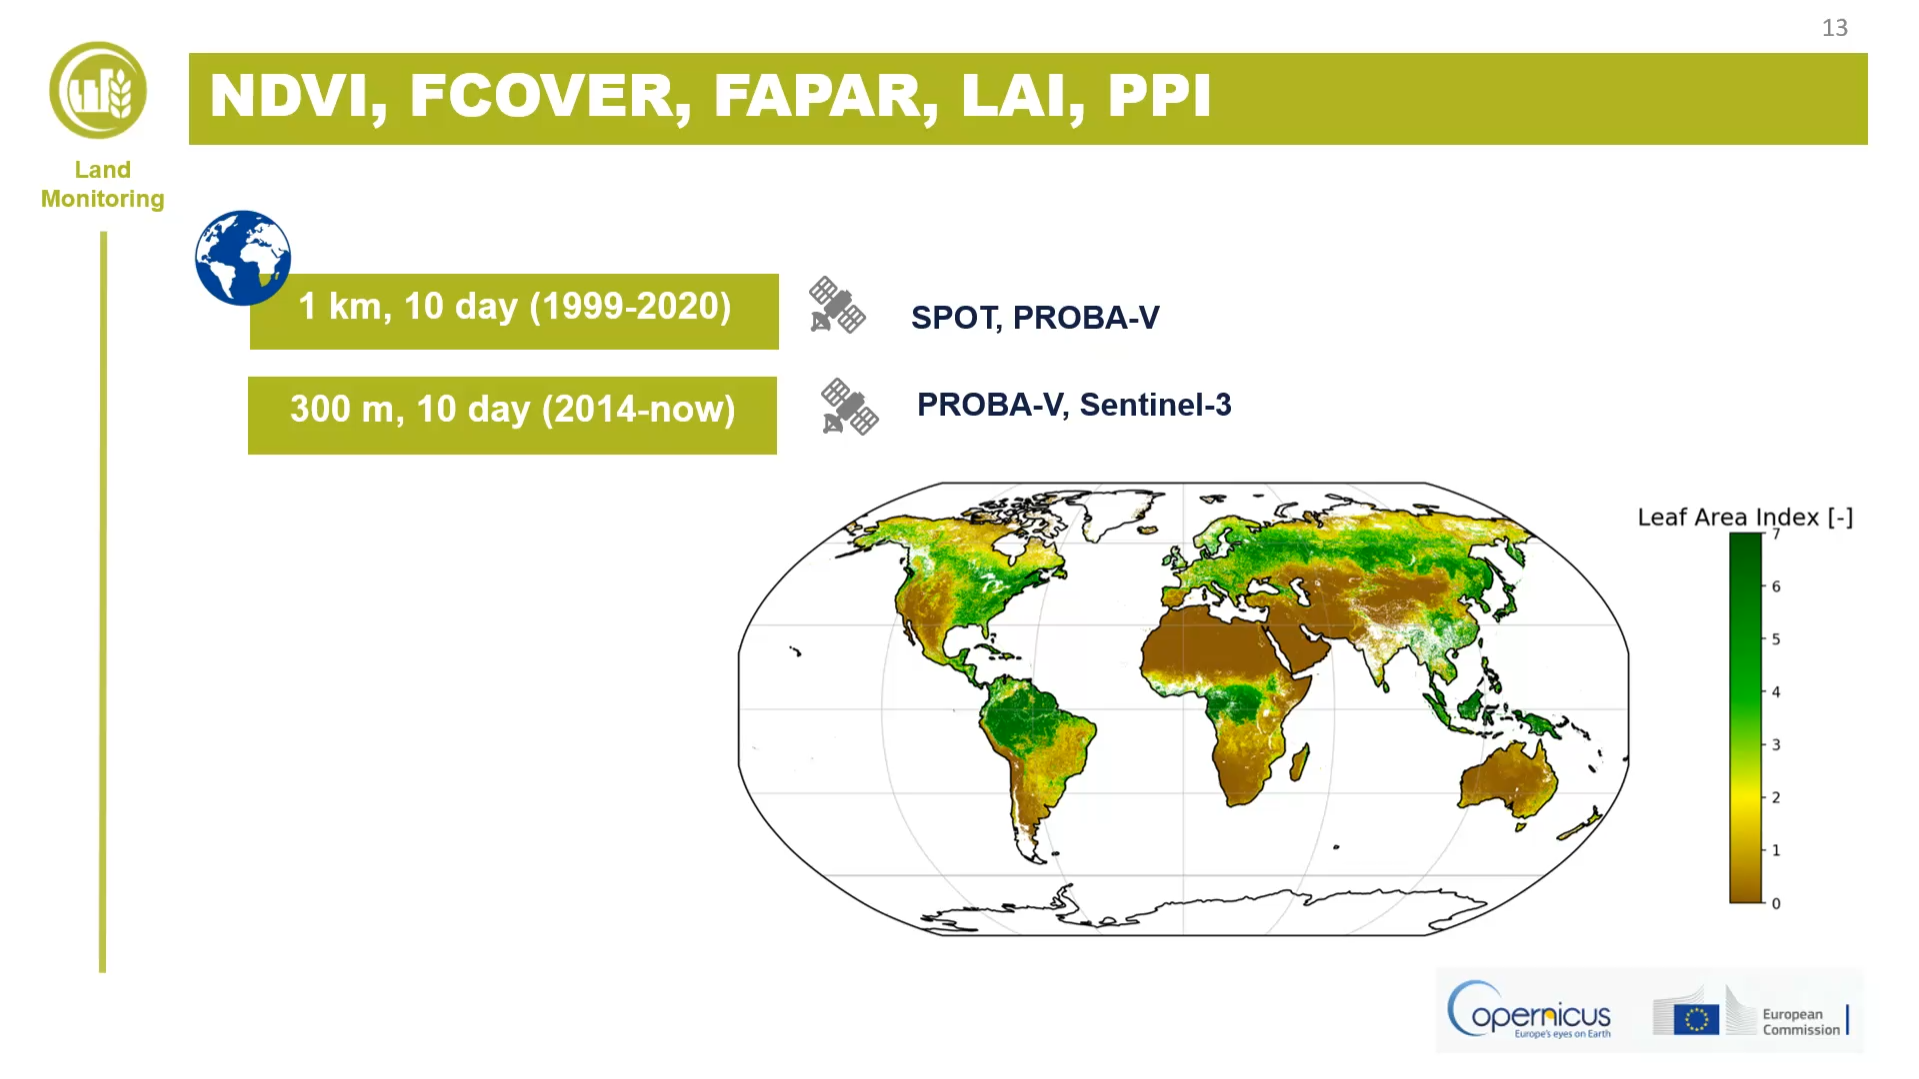 13
NDVI, FCOVER, FAPAR, LAI, PPI
Land
Monitoring
1 km, 10 day (1999-2020)
SPOT, PROBA-V
300 m, 10 day (2014-now)
PROBA-V, Sentinel-3
Leaf Area Index [-]
7
6
5
4
3
2
1
0
opernicus
Europe's eyes on Earth
European
Commission